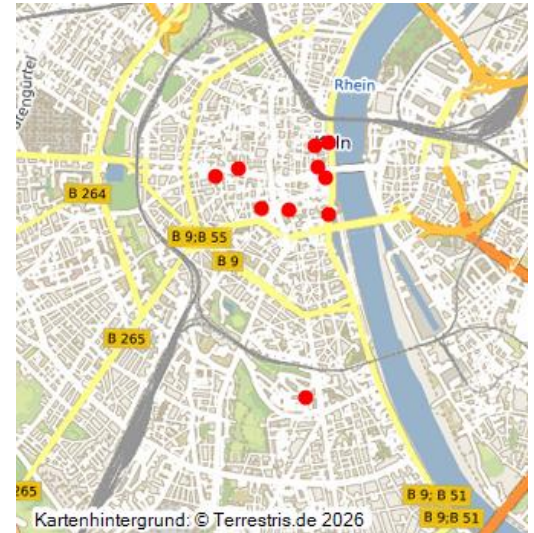 Rhein
B 264
B 9;B 55
B 9
B 265
265
B 9; B 51
B 9;B 51
Kartenhintergrund: © Terrestris.de 2026